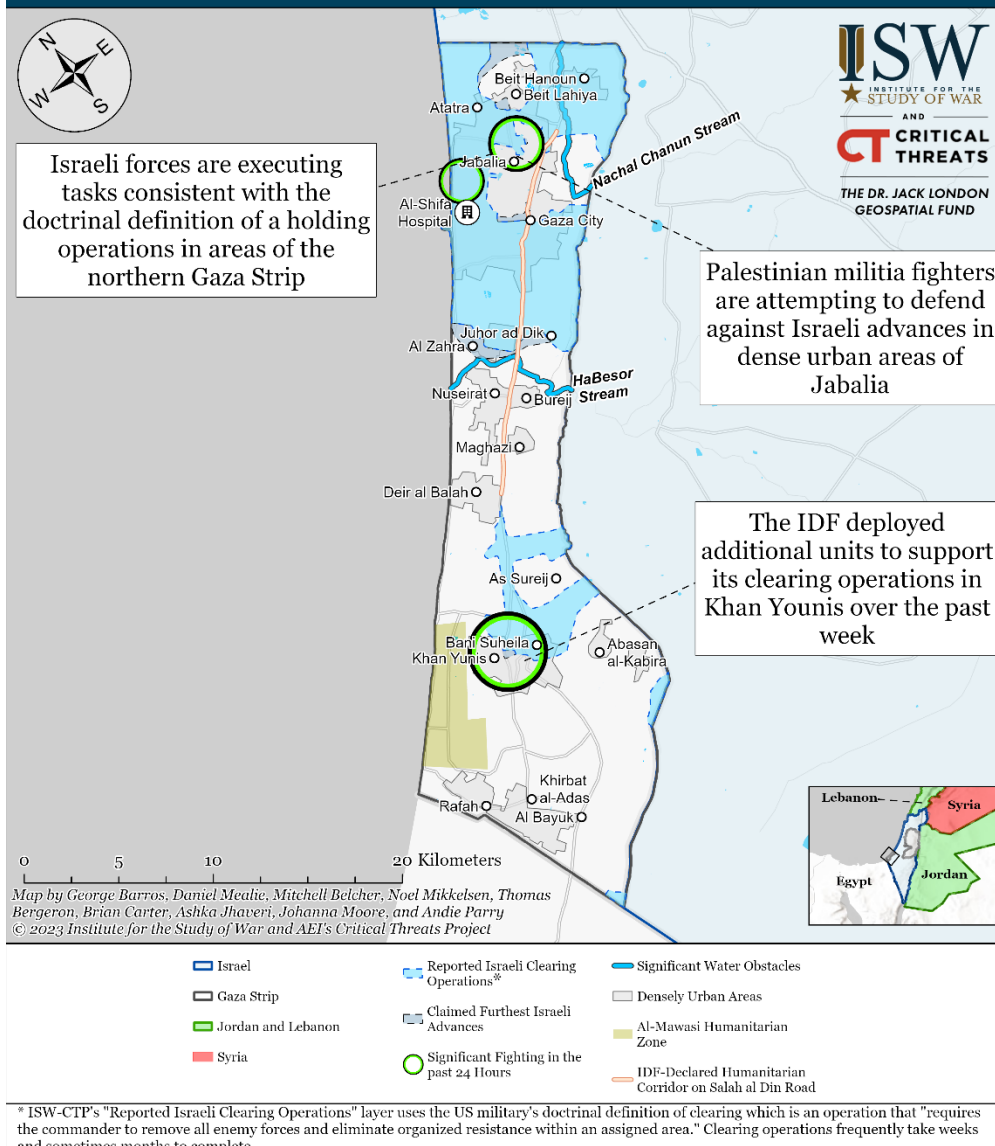 N
E
W
S
ISW
INSTITUTE FOR THE
STUDY OF WAR
AND
CT CRITICAL
THREATS
THE DR. JACK LONDON
GEOSPATIAL FUND
Israeli forces are executing
tasks consistent with the
doctrinal definition of a holding
operations in areas of the
northern Gaza Strip
Beit Hanoun
Beit Lahiya
Atatra
Jabalia
Nachal Chanun Stream
Al-Shifa
Hospital
Gaza City
Palestinian militia fighters
are attempting to defend
against Israeli advances in
dense urban areas of
Jabalia
Juhor ad Dik
Al Zahra
HaBesor
Stream
Nuseirat
Bureij
Maghazi
Deir al Balah
The IDF deployed
additional units to support
its clearing operations in
Khan Younis over the past
week
As Sureij
Bani Suheila
Khan Yunis
Abasan
al-Kabira
Khirbat
al-Adas
Rafah
Al Bayuk
Lebanon
Syria
Jordan
Egypt
0 5 10 20 Kilometers
Map by George Barros, Daniel Mealie, Mitchell Belcher, Noel Mikkelsen, Thomas
Bergeron, Brian Carter, Ashka Jhaveri, Johanna Moore, and Andie Parry
© 2023 Institute for the Study of War and AEI's Critical Threats Project
Israel
Gaza Strip
Jordan and Lebanon
Syria
Reported Israeli Clearing
Operations*
Claimed Furthest Israeli
Advances
Significant Fighting in the
past 24 Hours
Significant Water Obstacles
Densely Urban Areas
Al-Mawasi Humanitarian
Zone
IDF-Declared Humanitarian
Corridor on Salah al Din Road
* ISW-CTP's "Reported Israeli Clearing Operations" layer uses the US military's doctrinal definition of clearing which is an operation that "requires
the commander to remove all enemy forces and eliminate organized resistance within an assigned area." Clearing operations frequently take weeks
and sometimes months to complete